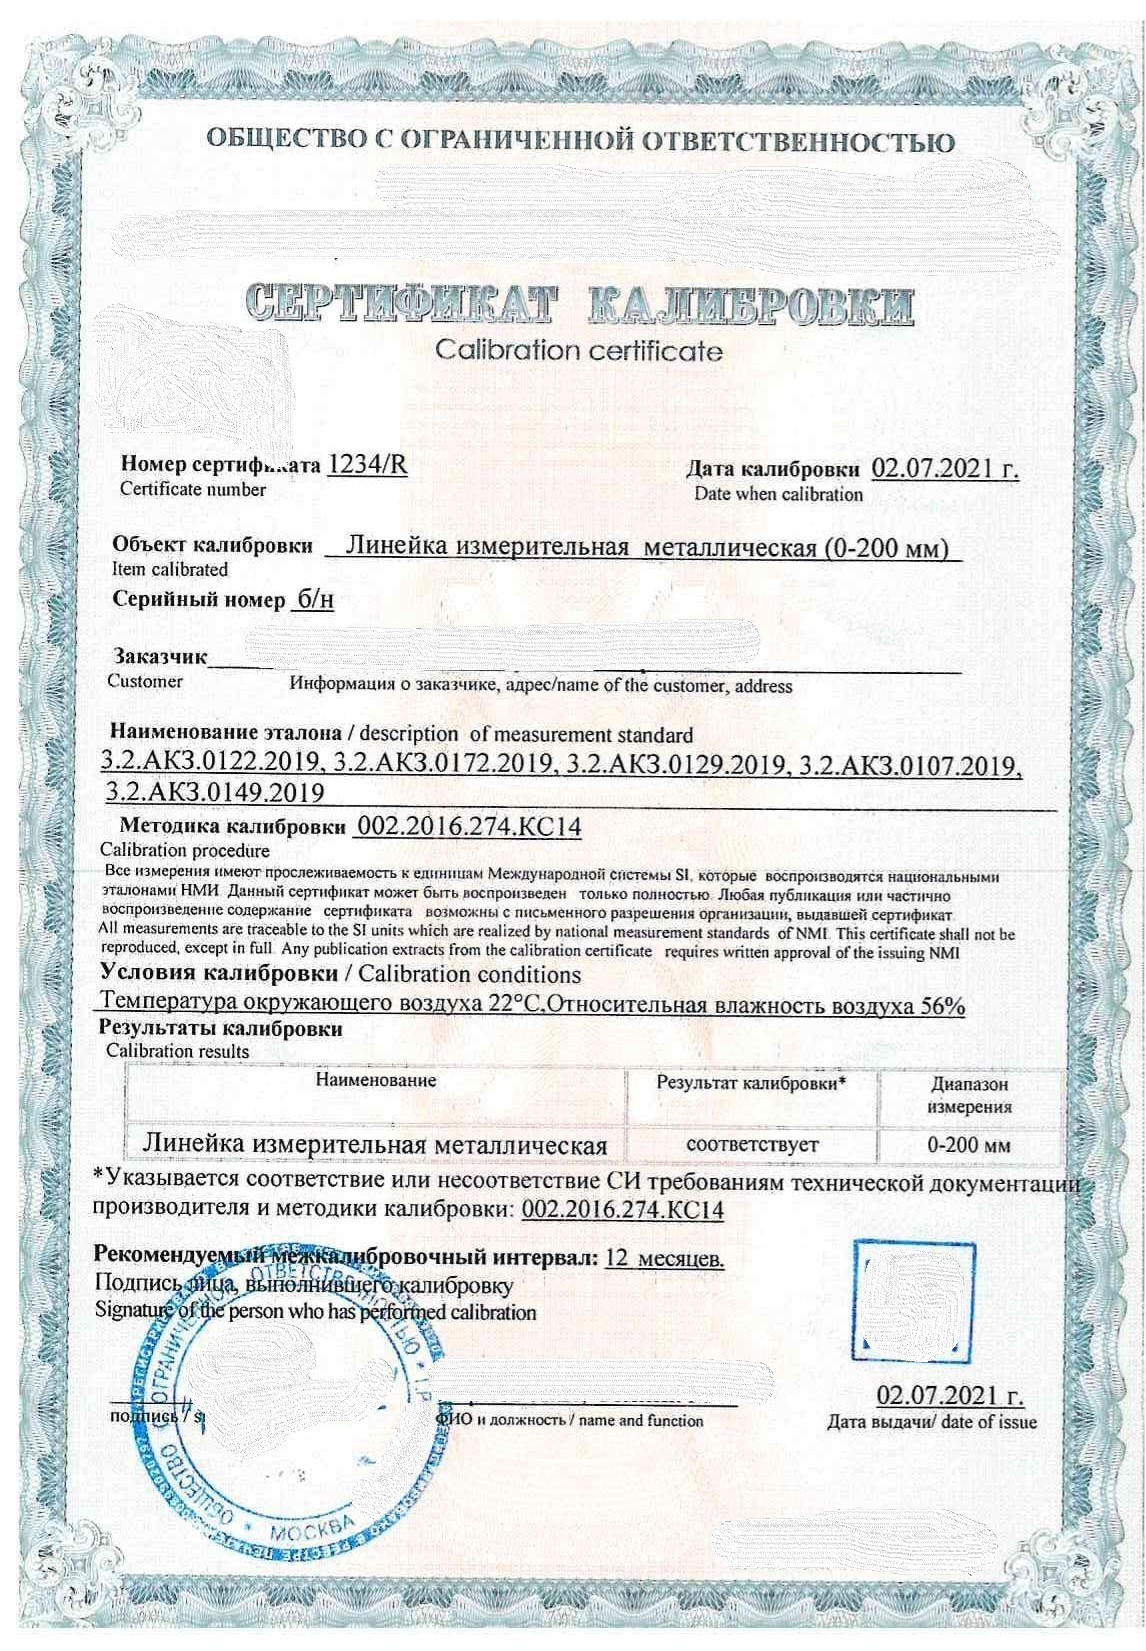 ОБЩЕСТВО С ОГРАНИЧЕННОЙ ОТВЕТСТВЕННОСТЬЮ
СЕРТИФИКАТ КАЛИБРОВКИ
Calibration certificate
Номер сертиф ата 1234/R
Дата калибровки 02.07.2021 г.
Certificate number
Date when calibration
Объект калибровки Линейка измерительная металлическая (0-200 мм)
Item calibrated
Серийный номер б/н
Заказчик
Customer Информация о заказчике, адрес/name of the customer, address
Наименование эталона / description of measurement standard
3.2.АКЗ.0122.2019, 3.2.АКЗ.0172.2019, 3.2.АКЗ.0129.2019, 3.2.АКЗ.0107.2019,
3.2.АКЗ.0149.2019
Методика калибровки 002.2016.274.КС14
Calibration procedure
Все измерения имеют прослеживаемость к единицам Международной системы SI, которые воспроизводятся национальными
эталонами НМИ. Данный сертификат может быть воспроизведен только полностью. Любая публикация или частично
воспроизведение содержание сертификата возможны с письменного разрешения организации, выдавшей сертификат.
All measurements are traceable to the SI units which are realized by national measurement standards of NMI. This certificate shall not be
reproduced, except in full. Any publication extracts from the calibration certificate requires written approval of the issuing NMI
Условия калибровки / Calibration conditions
Температура окружающего воздуха 22°С,Относительная влажность воздуха 56%
Результаты калибровки
Calibration results
Наименование
Результат калибровки*
Диапазон
измерения
Линейка измерительная металлическая
соответствует
0-200 мм
*Указывается соответствие или несоответствие СИ требованиям технической документации
производителя и методики калибровки: 002.2016.274.КС14
Рекомендуемый межкалибровочный интервал: 12 месяцев.
Подпись лица, выполнившего калибровку
Signature of the person who has performed calibration
02.07.2021 г.
подпись / si
ФИО и должность / name and function
Дата выдачи/ date of issue
ОБЩЕСТВО С ОГРАНИЧЕННОЙ ОТВЕТСТВЕННОСТЬЮ
МОСКВА